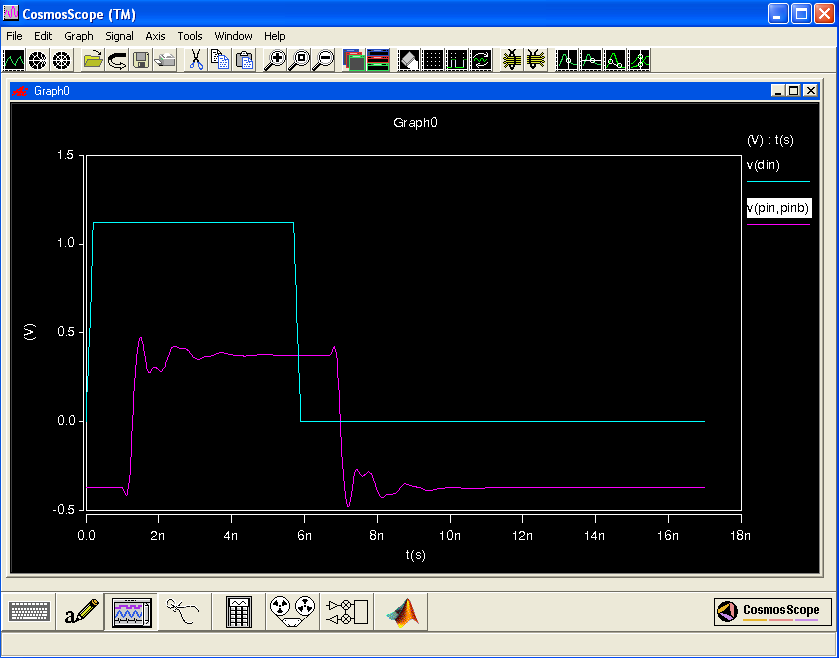 CosmosScope (TM)
File Edit Graph Signal Axis Tools Window Help
Graph0
Graph0
(V) : t(s)
v(din)
v(pin,pinb)
1.5
1.0
0.5
0.0
-0.5
(V)
0.0 2n 4n 6n 8n 10n 12n 14n 16n 18n
t(s)
a
CosmosScope